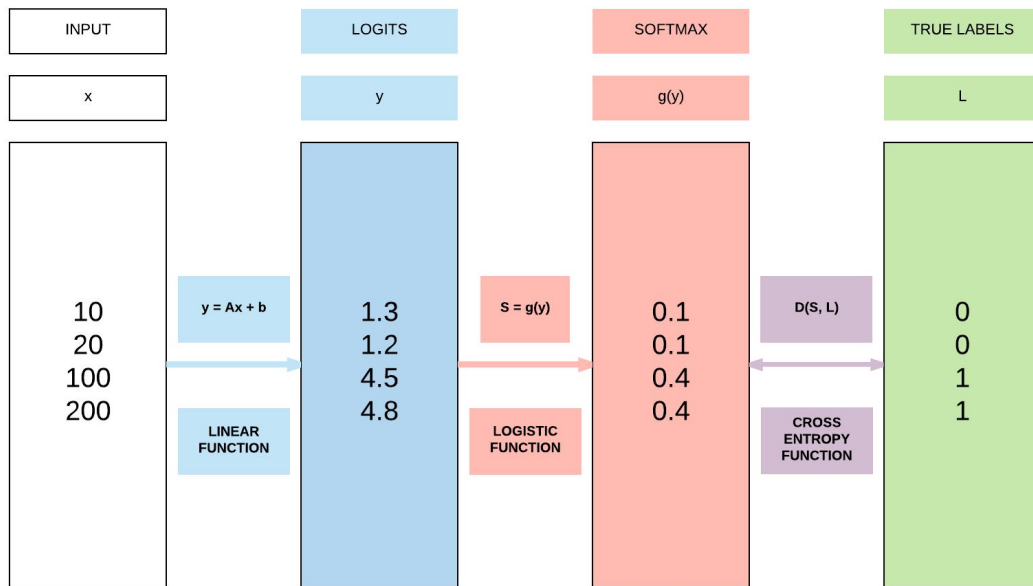 INPUT
LOGITS
SOFTMAX
TRUE LABELS
x
y
g(y)
L
10
20
100
200
y = Ax + b
LINEAR
FUNCTION
1.3
1.2
4.5
4.8
S = g(y)
LOGISTIC
FUNCTION
0.1
0.1
0.4
0.4
D(S, L)
CROSS
ENTROPY
FUNCTION
0
0
1
1